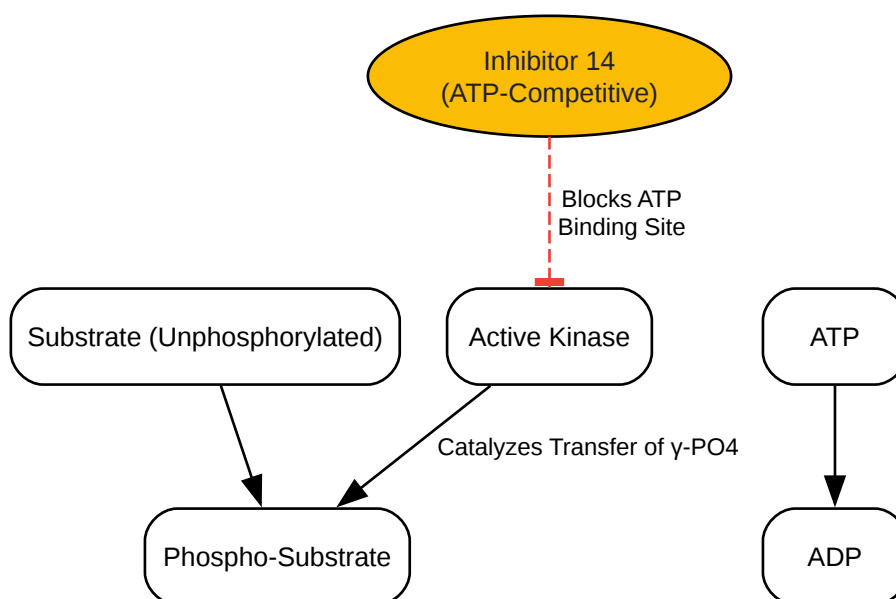 Inhibitor 14
(ATP-Competitive)
Blocks ATP
Binding Site
Substrate (Unphosphorylated)
Active Kinase
ATP
Catalyzes Transfer of γ-PO4
Phospho-Substrate
ADP